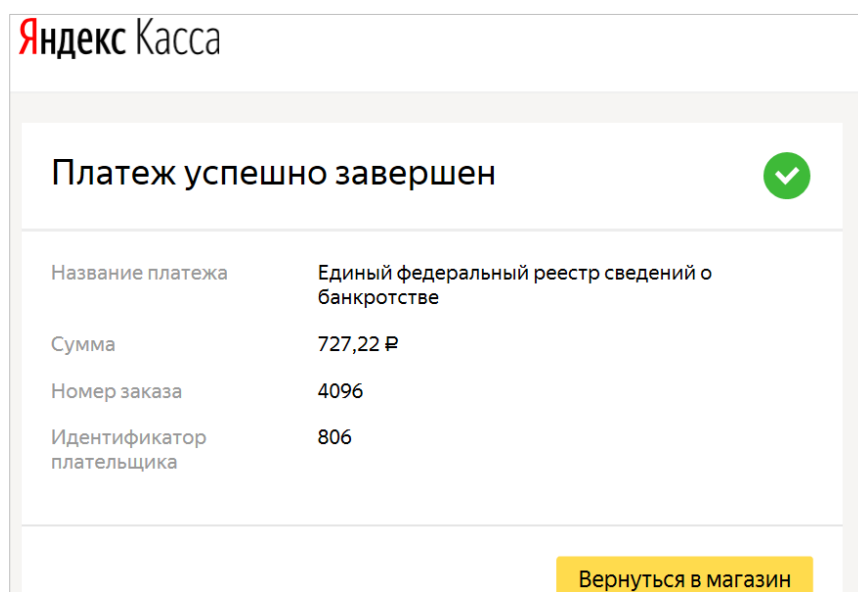 Яндекс Касса
Платеж успешно завершен
Название платежа
Единый федеральный реестр сведений о
банкротстве
Сумма
727,22 ₽
Номер заказа
4096
Идентификатор
плательщика
806
Вернуться в магазин